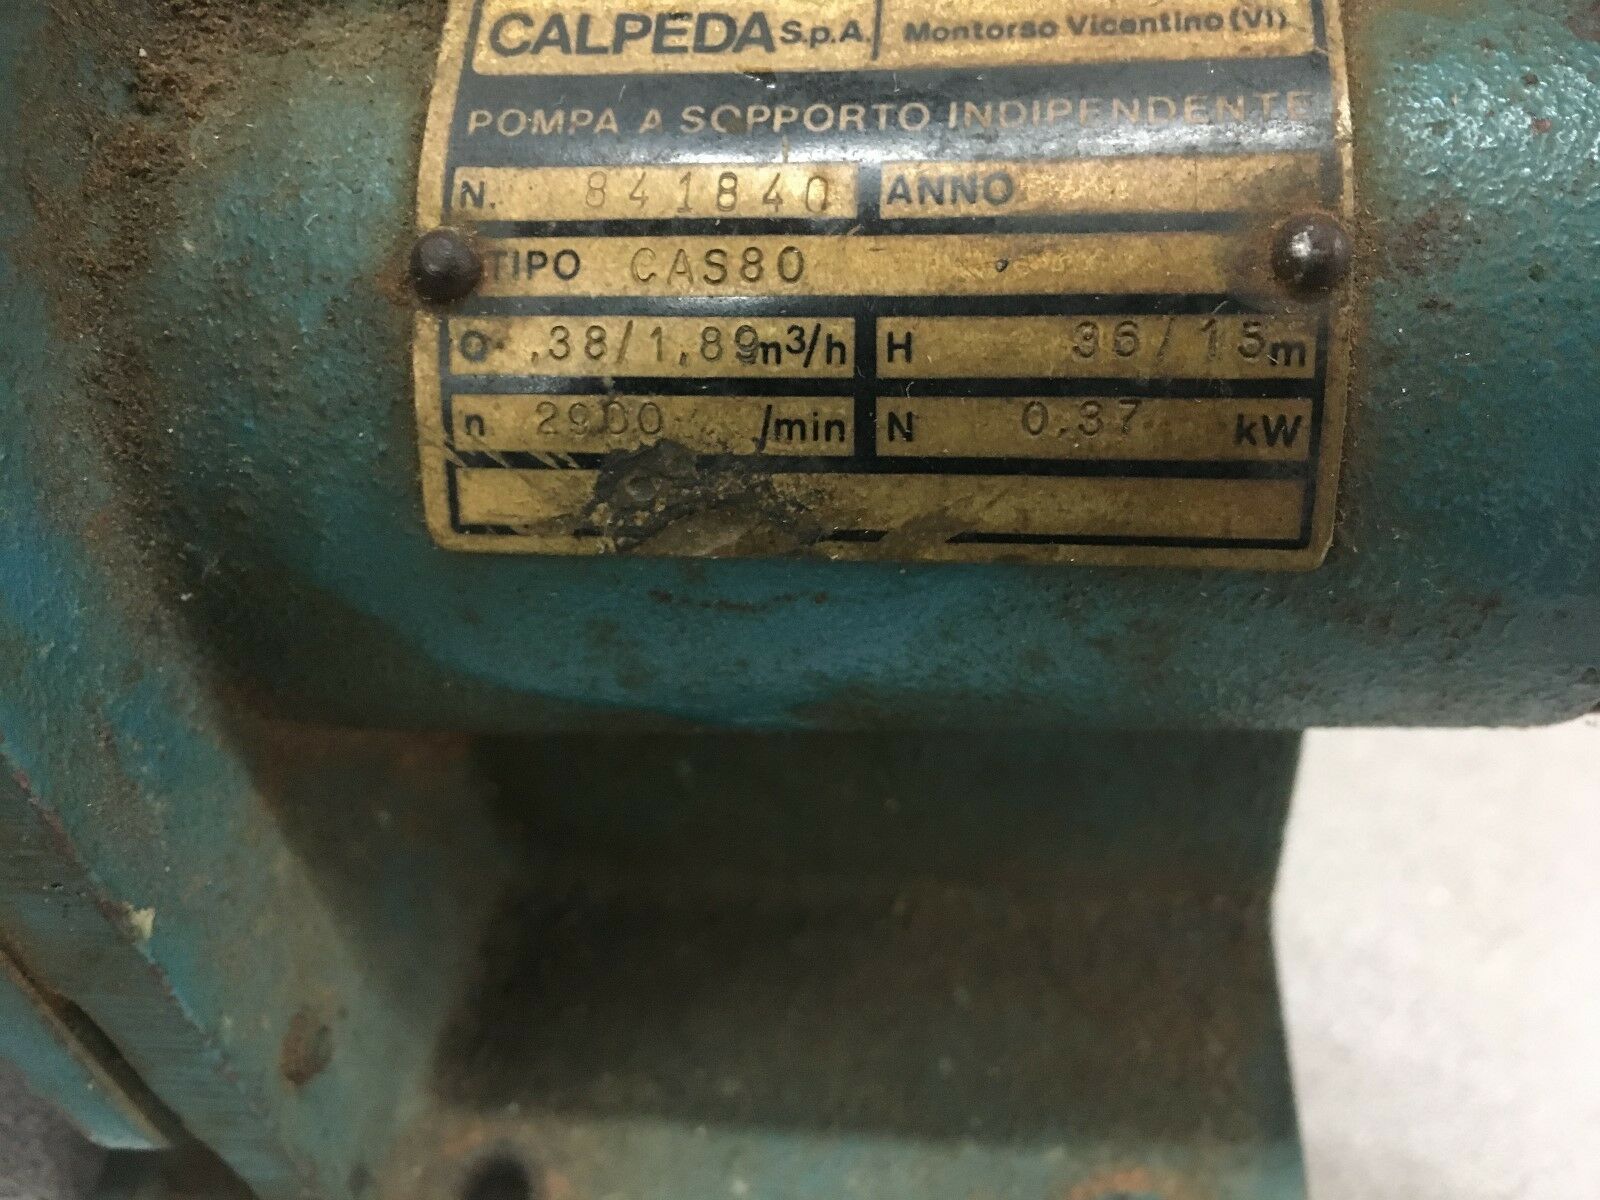 CALPEDA S.p.A. Montorso Vicentino (VI)
POMPA A SOPPORTO INDIPENDENTE
N. 841840 ANNO
TIPO CAS80
Q .38/1,89 m³/h H 36/15 m
n 2900 /min N 0.37 kW